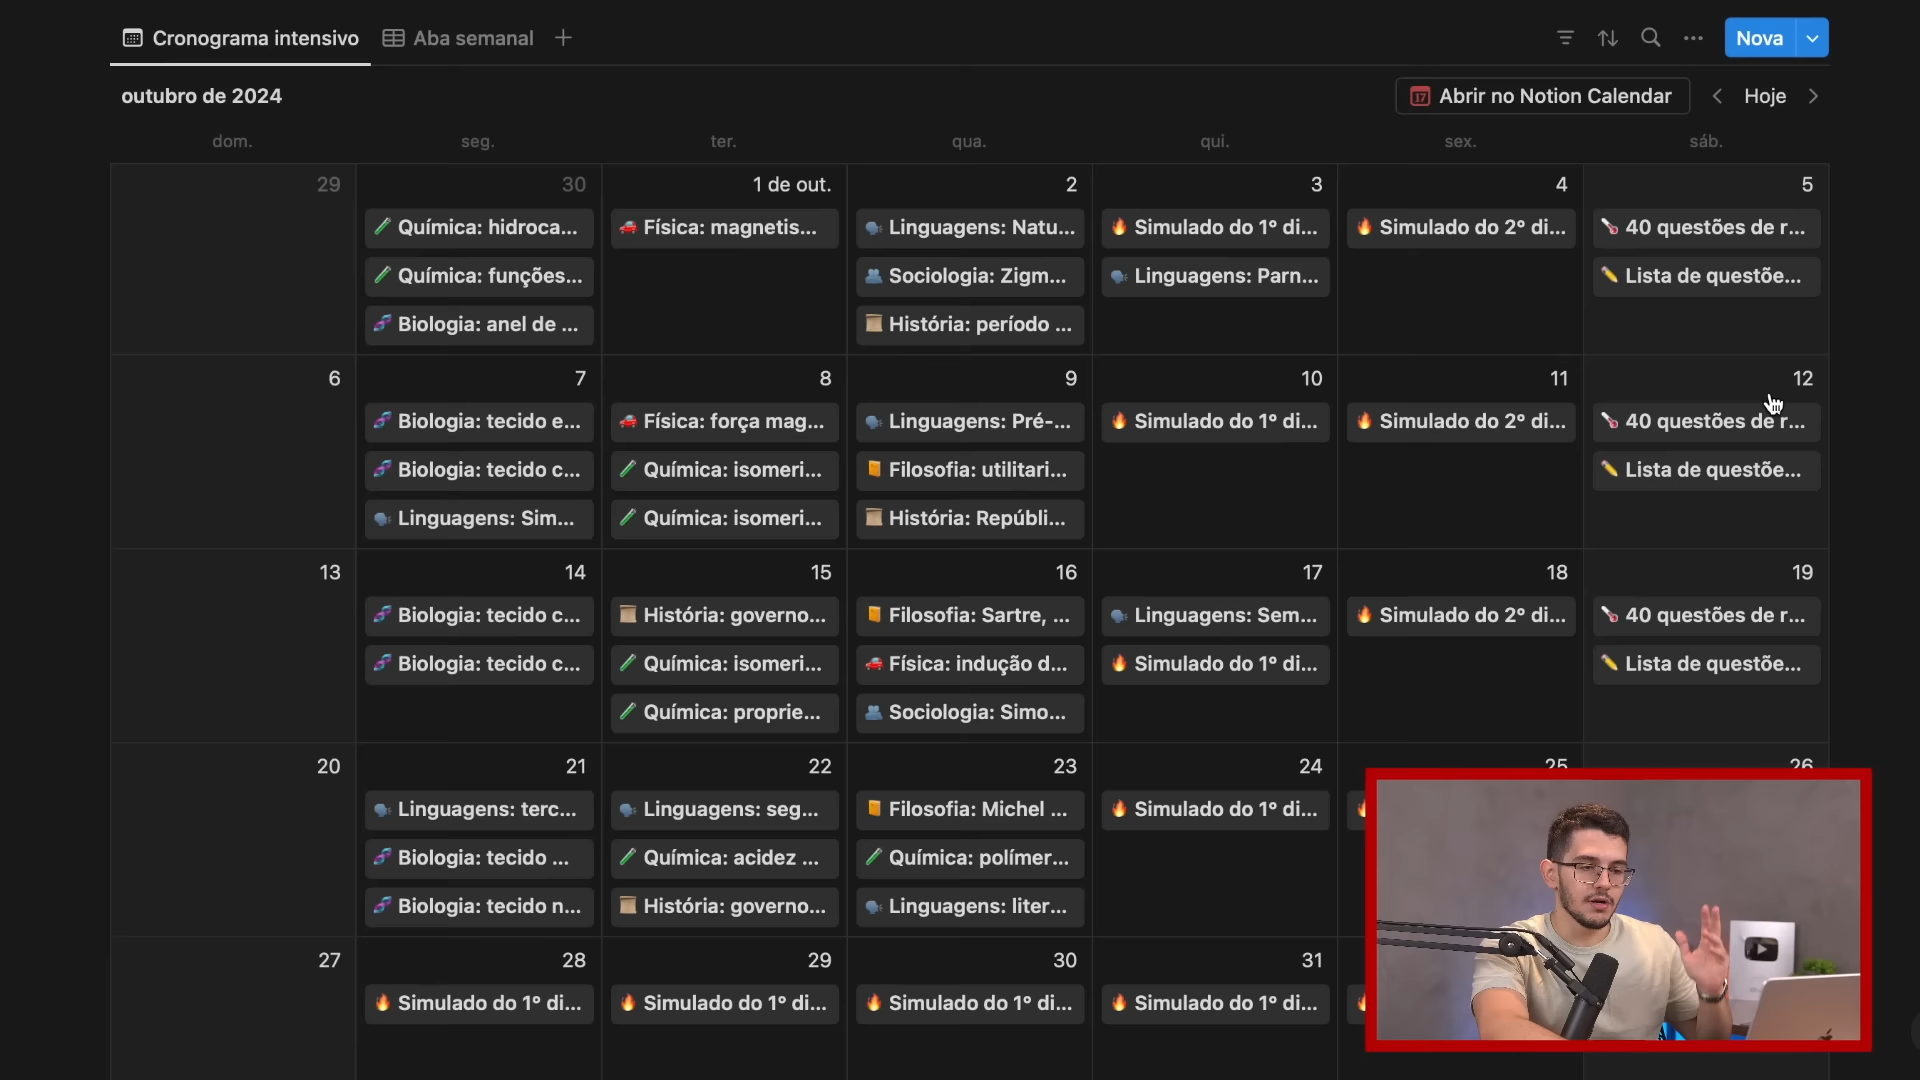 Cronograma intensivo
Aba semanal
Nova
outubro de 2024
17
Abrir no Notion Calendar
Hoje
dom.
seg.
ter.
qua.
qui.
sex.
sáb.
29
30
1 de out.
2
3
4
5
Química: hidroca...
Física: magnetis...
Linguagens: Natu...
Simulado do 1º di...
Simulado do 2º di...
40 questões de r...
Química: funções...
Sociologia: Zigm...
Linguagens: Parn...
Lista de questõe...
Biologia: anel de ...
História: período ...
6
7
8
9
10
11
12
Biologia: tecido e...
Física: força mag...
Linguagens: Pré-...
Simulado do 1º di...
Simulado do 2º di...
40 questões de r...
Biologia: tecido c...
Química: isomeri...
Filosofia: utilitari...
Lista de questõe...
Linguagens: Sim...
Química: isomeri...
História: Repúbli...
13
14
15
16
17
18
19
Biologia: tecido c...
História: governo...
Filosofia: Sartre, ...
Linguagens: Sem...
Simulado do 2º di...
40 questões de r...
Biologia: tecido c...
Química: isomeri...
Física: indução d...
Simulado do 1º di...
Lista de questõe...
Química: proprie...
Sociologia: Simo...
20
21
22
23
24
25
26
Linguagens: terc...
Linguagens: seg...
Filosofia: Michel ...
Simulado do 1º di...
Biologia: tecido ...
Química: acidez ...
Química: polímer...
Biologia: tecido n...
História: governo...
Linguagens: liter...
27
28
29
30
31
Simulado do 1º di...
Simulado do 1º di...
Simulado do 1º di...
Simulado do 1º di...